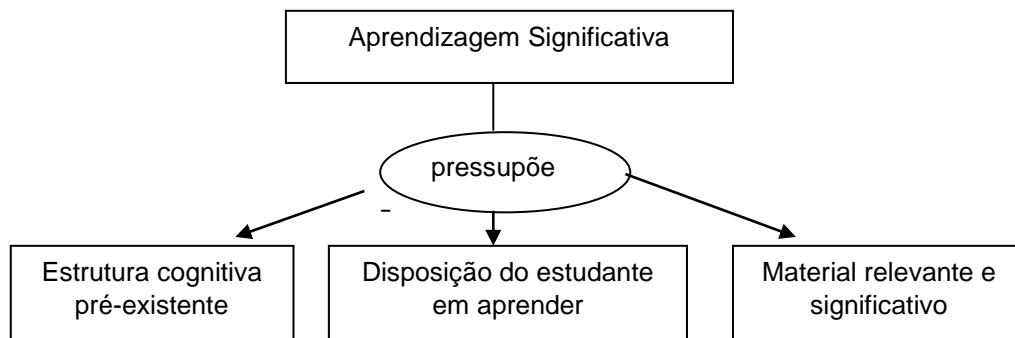 Aprendizagem Significativa
pressupõe
Estrutura cognitiva
pré-existente
Disposição do estudante
em aprender
Material relevante e
significativo